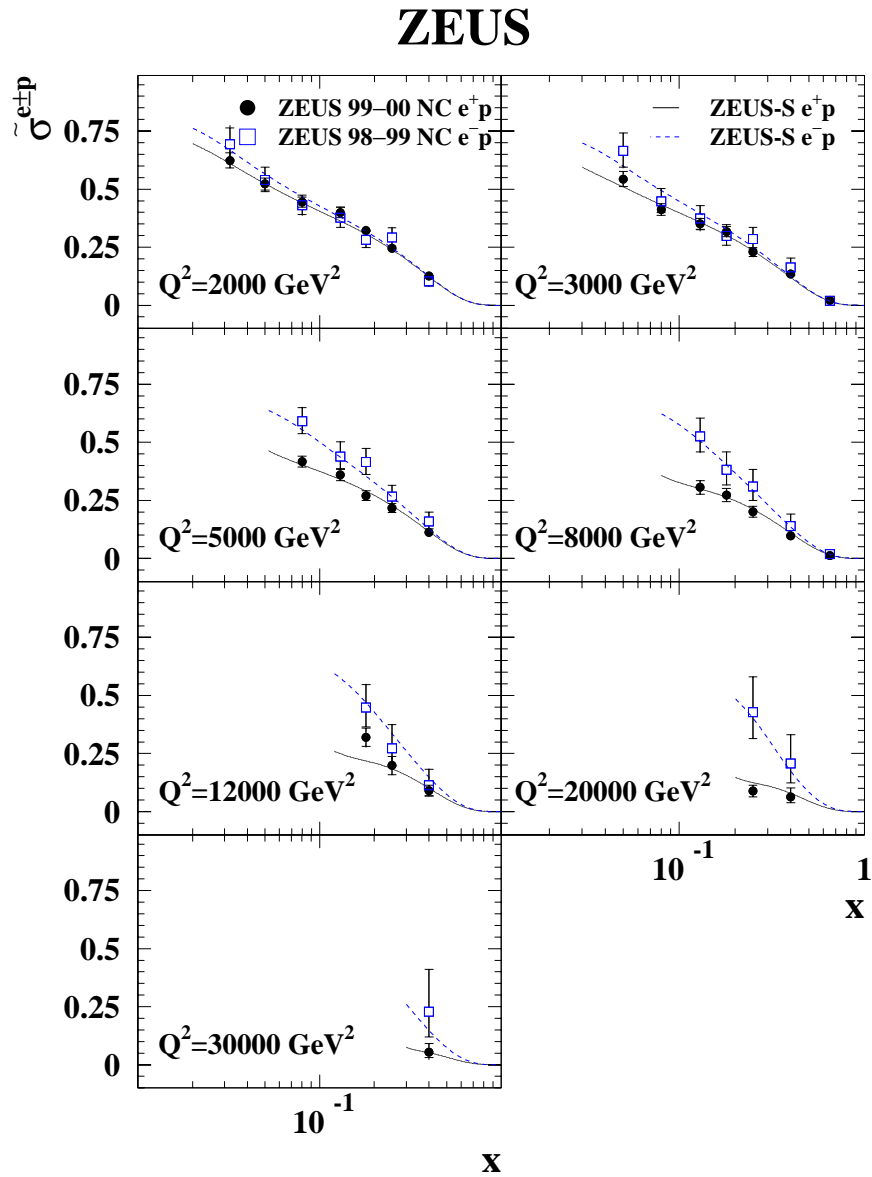 ZEUS
σ̃ e±p
ZEUS 99–00 NC e⁺p
ZEUS 98–99 NC e⁻p
ZEUS-S e⁺p
ZEUS-S e⁻p
0.75
0.5
0.25
0
Q²=2000 GeV²
Q²=3000 GeV²
0.75
0.5
0.25
0
Q²=5000 GeV²
Q²=8000 GeV²
0.75
0.5
0.25
0
Q²=12000 GeV²
Q²=20000 GeV²
10⁻¹
1
x
0.75
0.5
0.25
0
Q²=30000 GeV²
10⁻¹
x